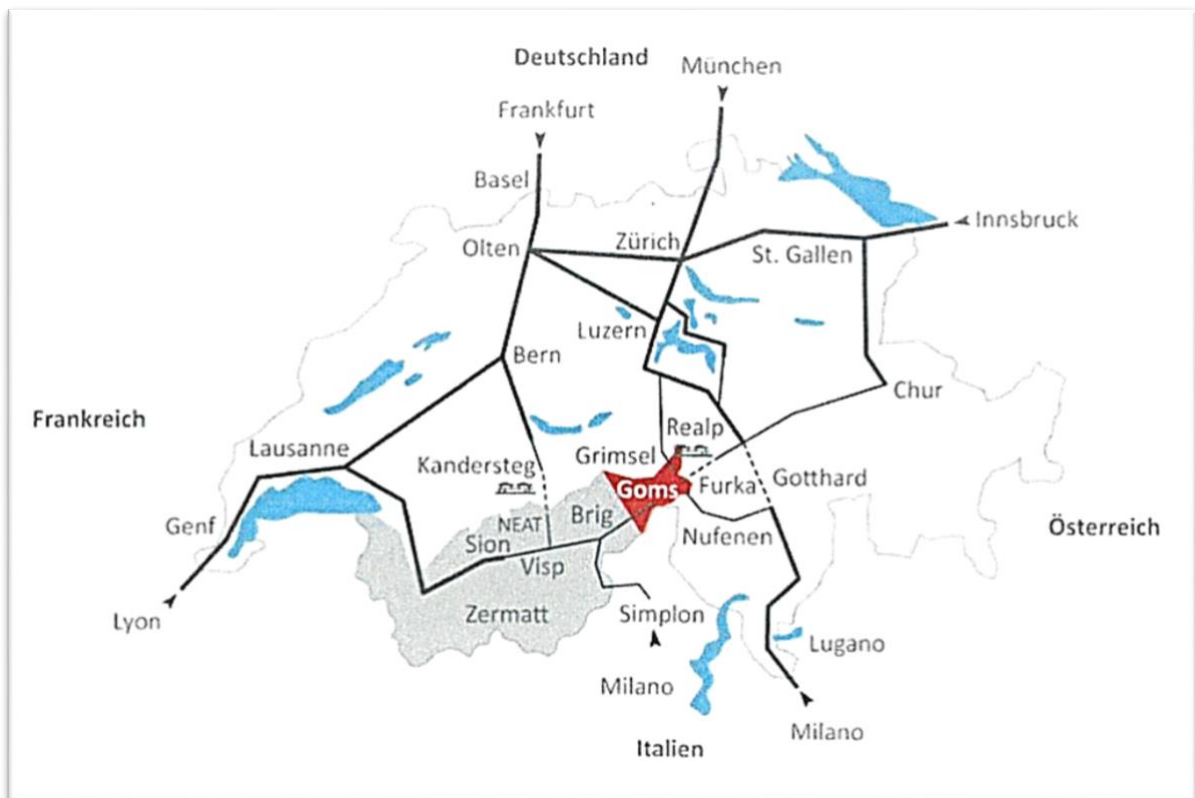 Deutschland
München
Frankfurt
Basel
Innsbruck
Olten
Zürich
St. Gallen
Luzern
Bern
Chur
Frankreich
Realp
Lausanne
Grimsel
Kandersteg
Goms
Furka
Gotthard
Genf
NEAT
Brig
Nufenen
Österreich
Sion
Visp
Zermatt
Simplon
Lyon
Lugano
Milano
Milano
Italien